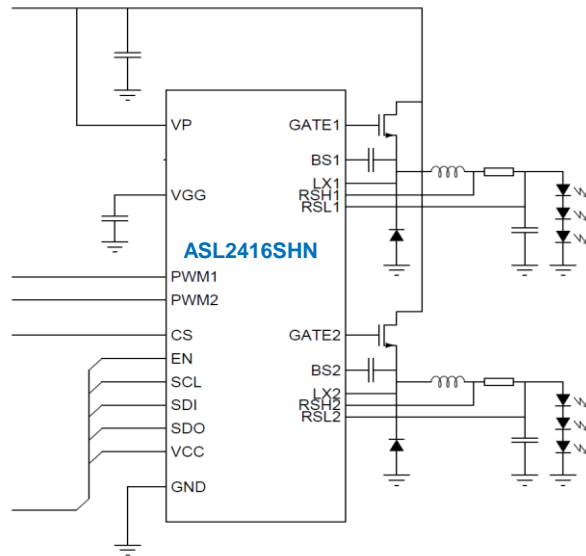 VP
GATE1
BS1
LX1
VGG
RSH1
RSL1
ASL2416SHN
PWM1
PWM2
CS
GATE2
EN
BS2
SCL
LX2
SDI
RSH2
RSL2
SDO
VCC
GND